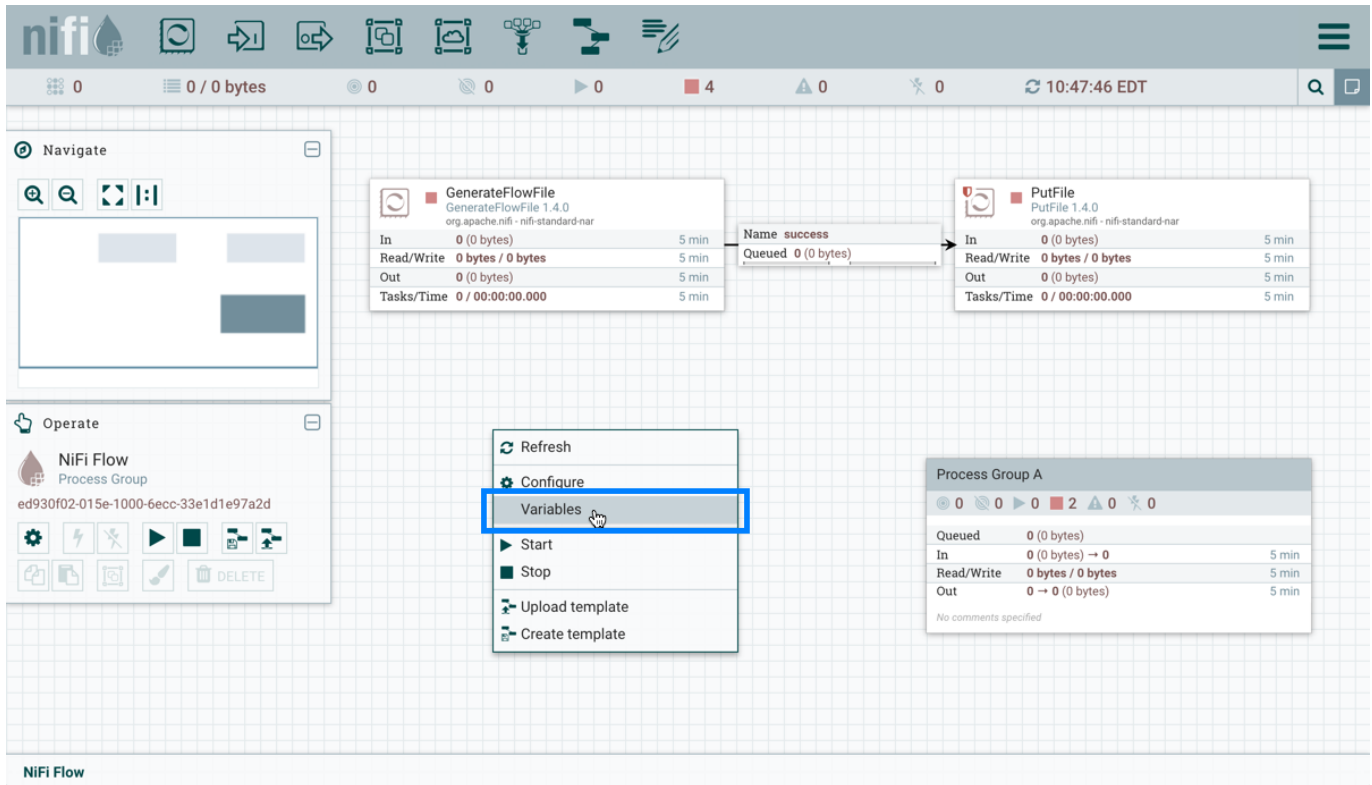 nifi
0
0 / 0 bytes
0
0
0
4
0
0
10:47:46 EDT
Navigate
GenerateFlowFile
GenerateFlowFile 1.4.0
org.apache.nifi - nifi-standard-nar
In 0 (0 bytes) 5 min
Read/Write 0 bytes / 0 bytes 5 min
Out 0 (0 bytes) 5 min
Tasks/Time 0 / 00:00:00.000 5 min
Name success
Queued 0 (0 bytes)
PutFile
PutFile 1.4.0
org.apache.nifi - nifi-standard-nar
In 0 (0 bytes) 5 min
Read/Write 0 bytes / 0 bytes 5 min
Out 0 (0 bytes) 5 min
Tasks/Time 0 / 00:00:00.000 5 min
Operate
NiFi Flow
Process Group
ed930f02-015e-1000-6ecc-33e1d1e97a2d
DELETE
Refresh
Configure
Variables
Start
Stop
Upload template
Create template
Process Group A
0 0 0 2 0 0
Queued 0 (0 bytes)
In 0 (0 bytes) → 0 5 min
Read/Write 0 bytes / 0 bytes 5 min
Out 0 → 0 (0 bytes) 5 min
No comments specified
NiFi Flow